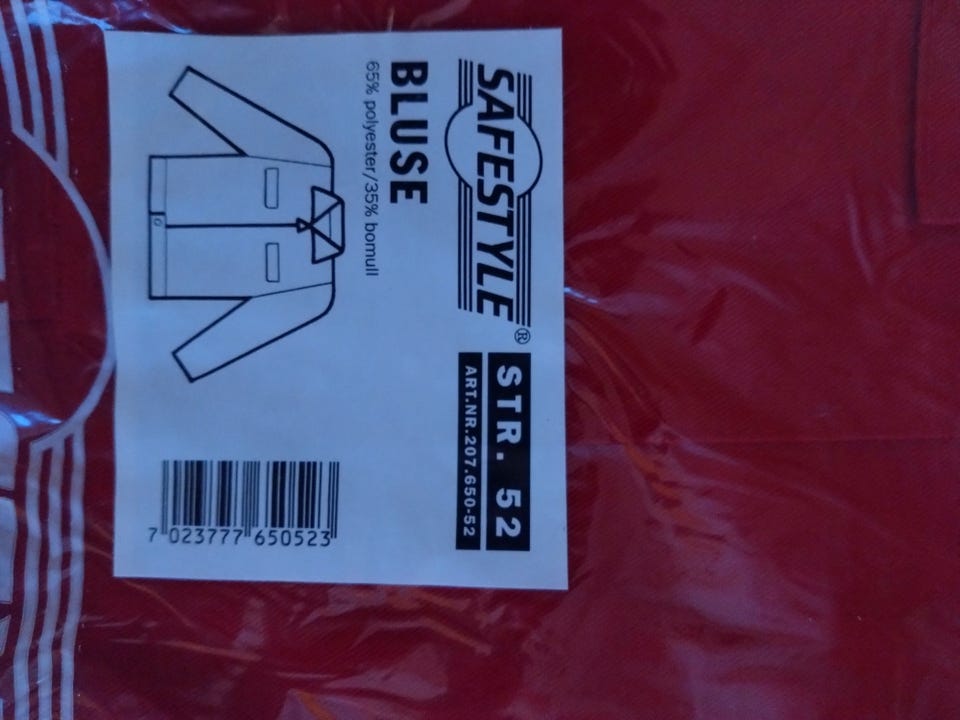 SAFESTYLE®
STR. 52
ART.NR.207.650-52
BLUSE
65% polyester/35% bomull
7 023777 650523